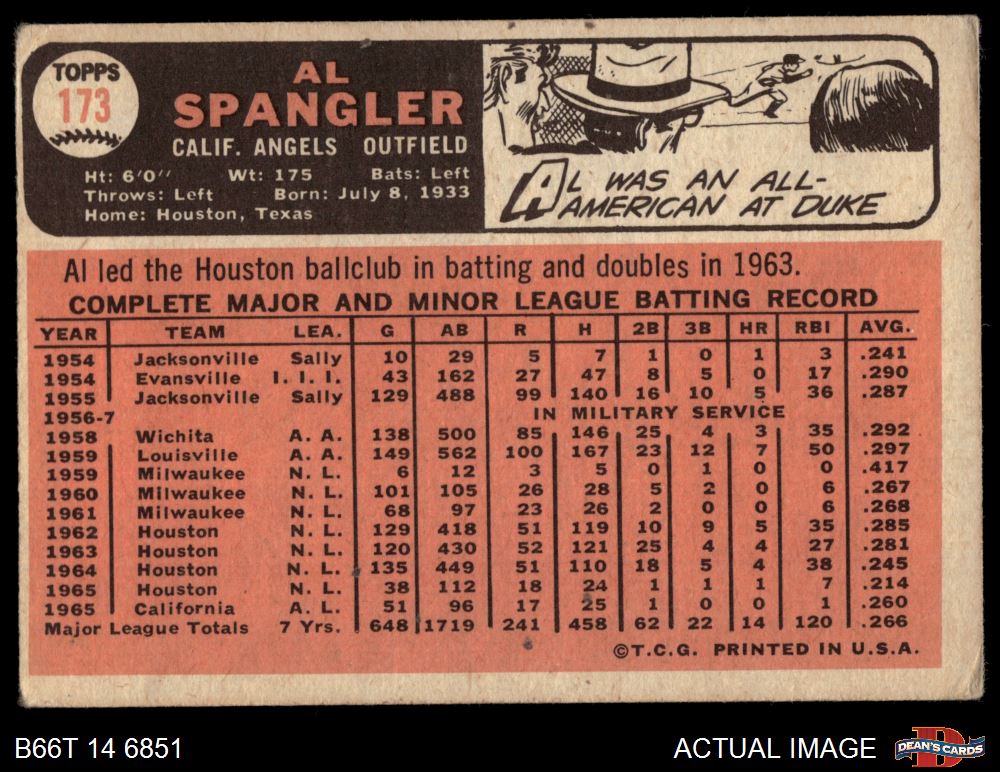 TOPPS
173
AL
SPANGLER
CALIF. ANGELS OUTFIELD
Ht: 6'0" Wt: 175 Bats: Left
Throws: Left Born: July 8, 1933
Home: Houston, Texas
AL WAS AN ALL-
AMERICAN AT DUKE
Al led the Houston ballclub in batting and doubles in 1963.
COMPLETE MAJOR AND MINOR LEAGUE BATTING RECORD
YEAR TEAM LEA. G AB R H 2B 3B HR RBI AVG.
1954 Jacksonville Sally 10 29 5 7 1 0 1 3 .241
1954 Evansville I. I. I. 43 162 27 47 8 5 0 17 .290
1955 Jacksonville Sally 129 488 99 140 16 10 5 36 .287
1956-7 IN MILITARY SERVICE
1958 Wichita A. A. 138 500 85 146 25 4 3 35 .292
1959 Louisville A. A. 149 562 100 167 23 12 7 50 .297
1959 Milwaukee N. L. 6 12 3 5 0 1 0 0 .417
1960 Milwaukee N. L. 101 105 26 28 5 2 0 6 .267
1961 Milwaukee N. L. 68 97 23 26 2 0 0 6 .268
1962 Houston N. L. 129 418 51 119 10 9 5 35 .285
1963 Houston N. L. 120 430 52 121 25 4 4 27 .281
1964 Houston N. L. 135 449 51 110 18 5 4 38 .245
1965 Houston N. L. 38 112 18 24 1 1 1 7 .214
1965 California A. L. 51 96 17 25 1 0 0 1 .260
Major League Totals 7 Yrs. 648 1719 241 458 62 22 14 120 .266
©T.C.G. PRINTED IN U.S.A.
B66T 14 6851
ACTUAL IMAGE
D
DEAN'S CARDS